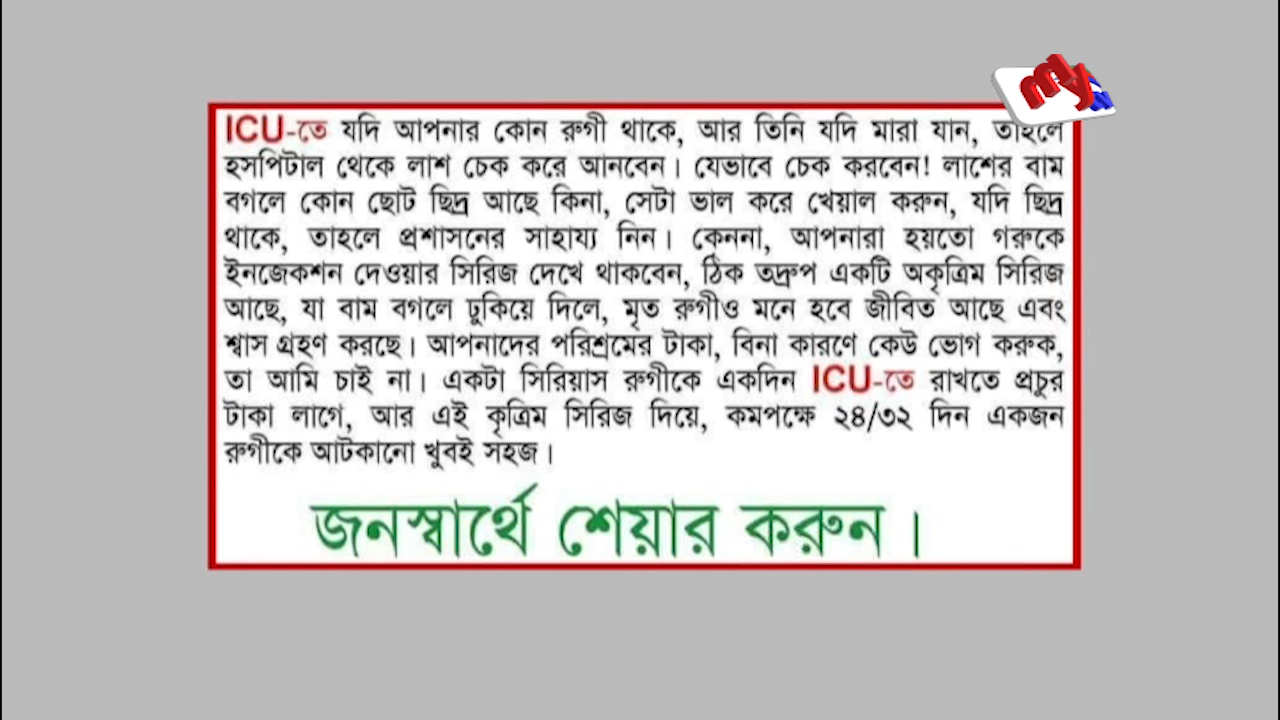 my
ICU-তে যদি আপনার কোন রুগী থাকে, আর তিনি যদি মারা যান, তাহলে
হসপিটাল থেকে লাশ চেক করে আনবেন। যেভাবে চেক করবেন! লাশের বাম
বগলে কোন ছোট ছিদ্র আছে কিনা, সেটা ভাল করে খেয়াল করুন, যদি ছিদ্র
থাকে, তাহলে প্রশাসনের সাহায্য নিন। কেননা, আপনারা হয়তো গরুকে
ইনজেকশন দেওয়ার সিরিজ দেখে থাকবেন, ঠিক তদ্রুপ একটি অকৃত্রিম সিরিজ
আছে, যা বাম বগলে ঢুকিয়ে দিলে, মৃত রুগীও মনে হবে জীবিত আছে এবং
শ্বাস গ্রহণ করছে। আপনাদের পরিশ্রমের টাকা, বিনা কারণে কেউ ভোগ করুক,
তা আমি চাই না। একটা সিরিয়াস রুগীকে একদিন ICU-তে রাখতে প্রচুর
টাকা লাগে, আর এই কৃত্রিম সিরিজ দিয়ে, কমপক্ষে ২৪/৩২ দিন একজন
রুগীকে আটকানো খুবই সহজ।
জনস্বার্থে শেয়ার করুন।